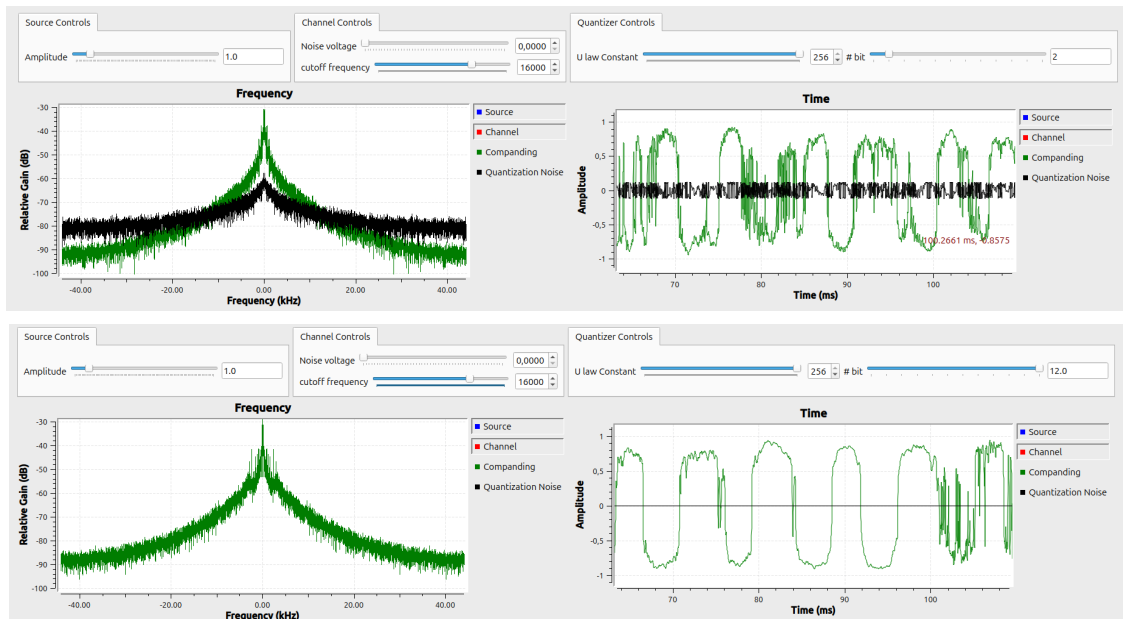 Source Controls
Amplitude 1.0
Channel Controls
Noise voltage 0,0000
cutoff frequency 16000
Quantizer Controls
U law Constant 256 # bit 2
Frequency
Relative Gain (dB)
-30
-40
-50
-60
-70
-80
-90
-100
-40.00 -20.00 0.00 20.00 40.00
Frequency (kHz)
Source
Channel
Companding
Quantization Noise
Time
Amplitude
1
0,5
0
-0,5
-1
100.2661 ms, -0.8575
70 80 90 100
Time (ms)
Source
Channel
Companding
Quantization Noise
Source Controls
Amplitude 1.0
Channel Controls
Noise voltage 0,0000
cutoff frequency 16000
Quantizer Controls
U law Constant 256 # bit 12.0
Frequency
Relative Gain (dB)
-30
-40
-50
-60
-70
-80
-90
-100
-40.00 -20.00 0.00 20.00 40.00
Frequency (kHz)
Source
Channel
Companding
Quantization Noise
Time
Amplitude
1
0,5
0
-0,5
-1
70 80 90 100
Time (ms)
Source
Channel
Companding
Quantization Noise